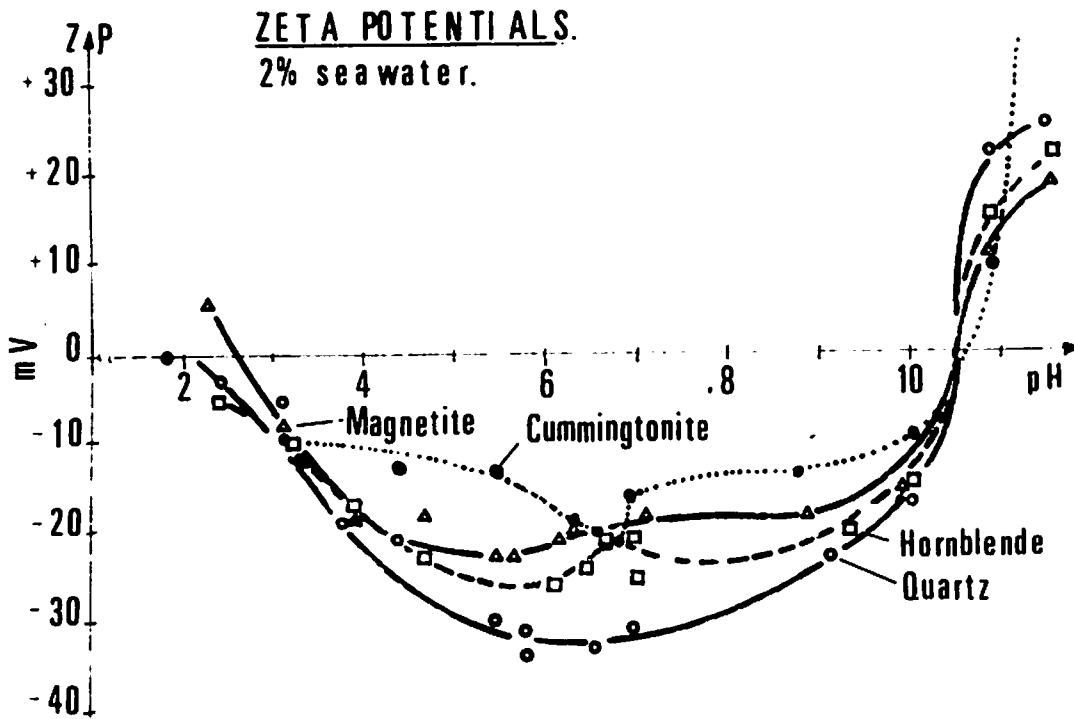 ZETA POTENTIALS.
2% seawater.
ZP
+30
+20
+10
0
-10
-20
-30
-40
mV
2
4
6
.8
10
pH
Magnetite
Cummingtonite
Hornblende
Quartz